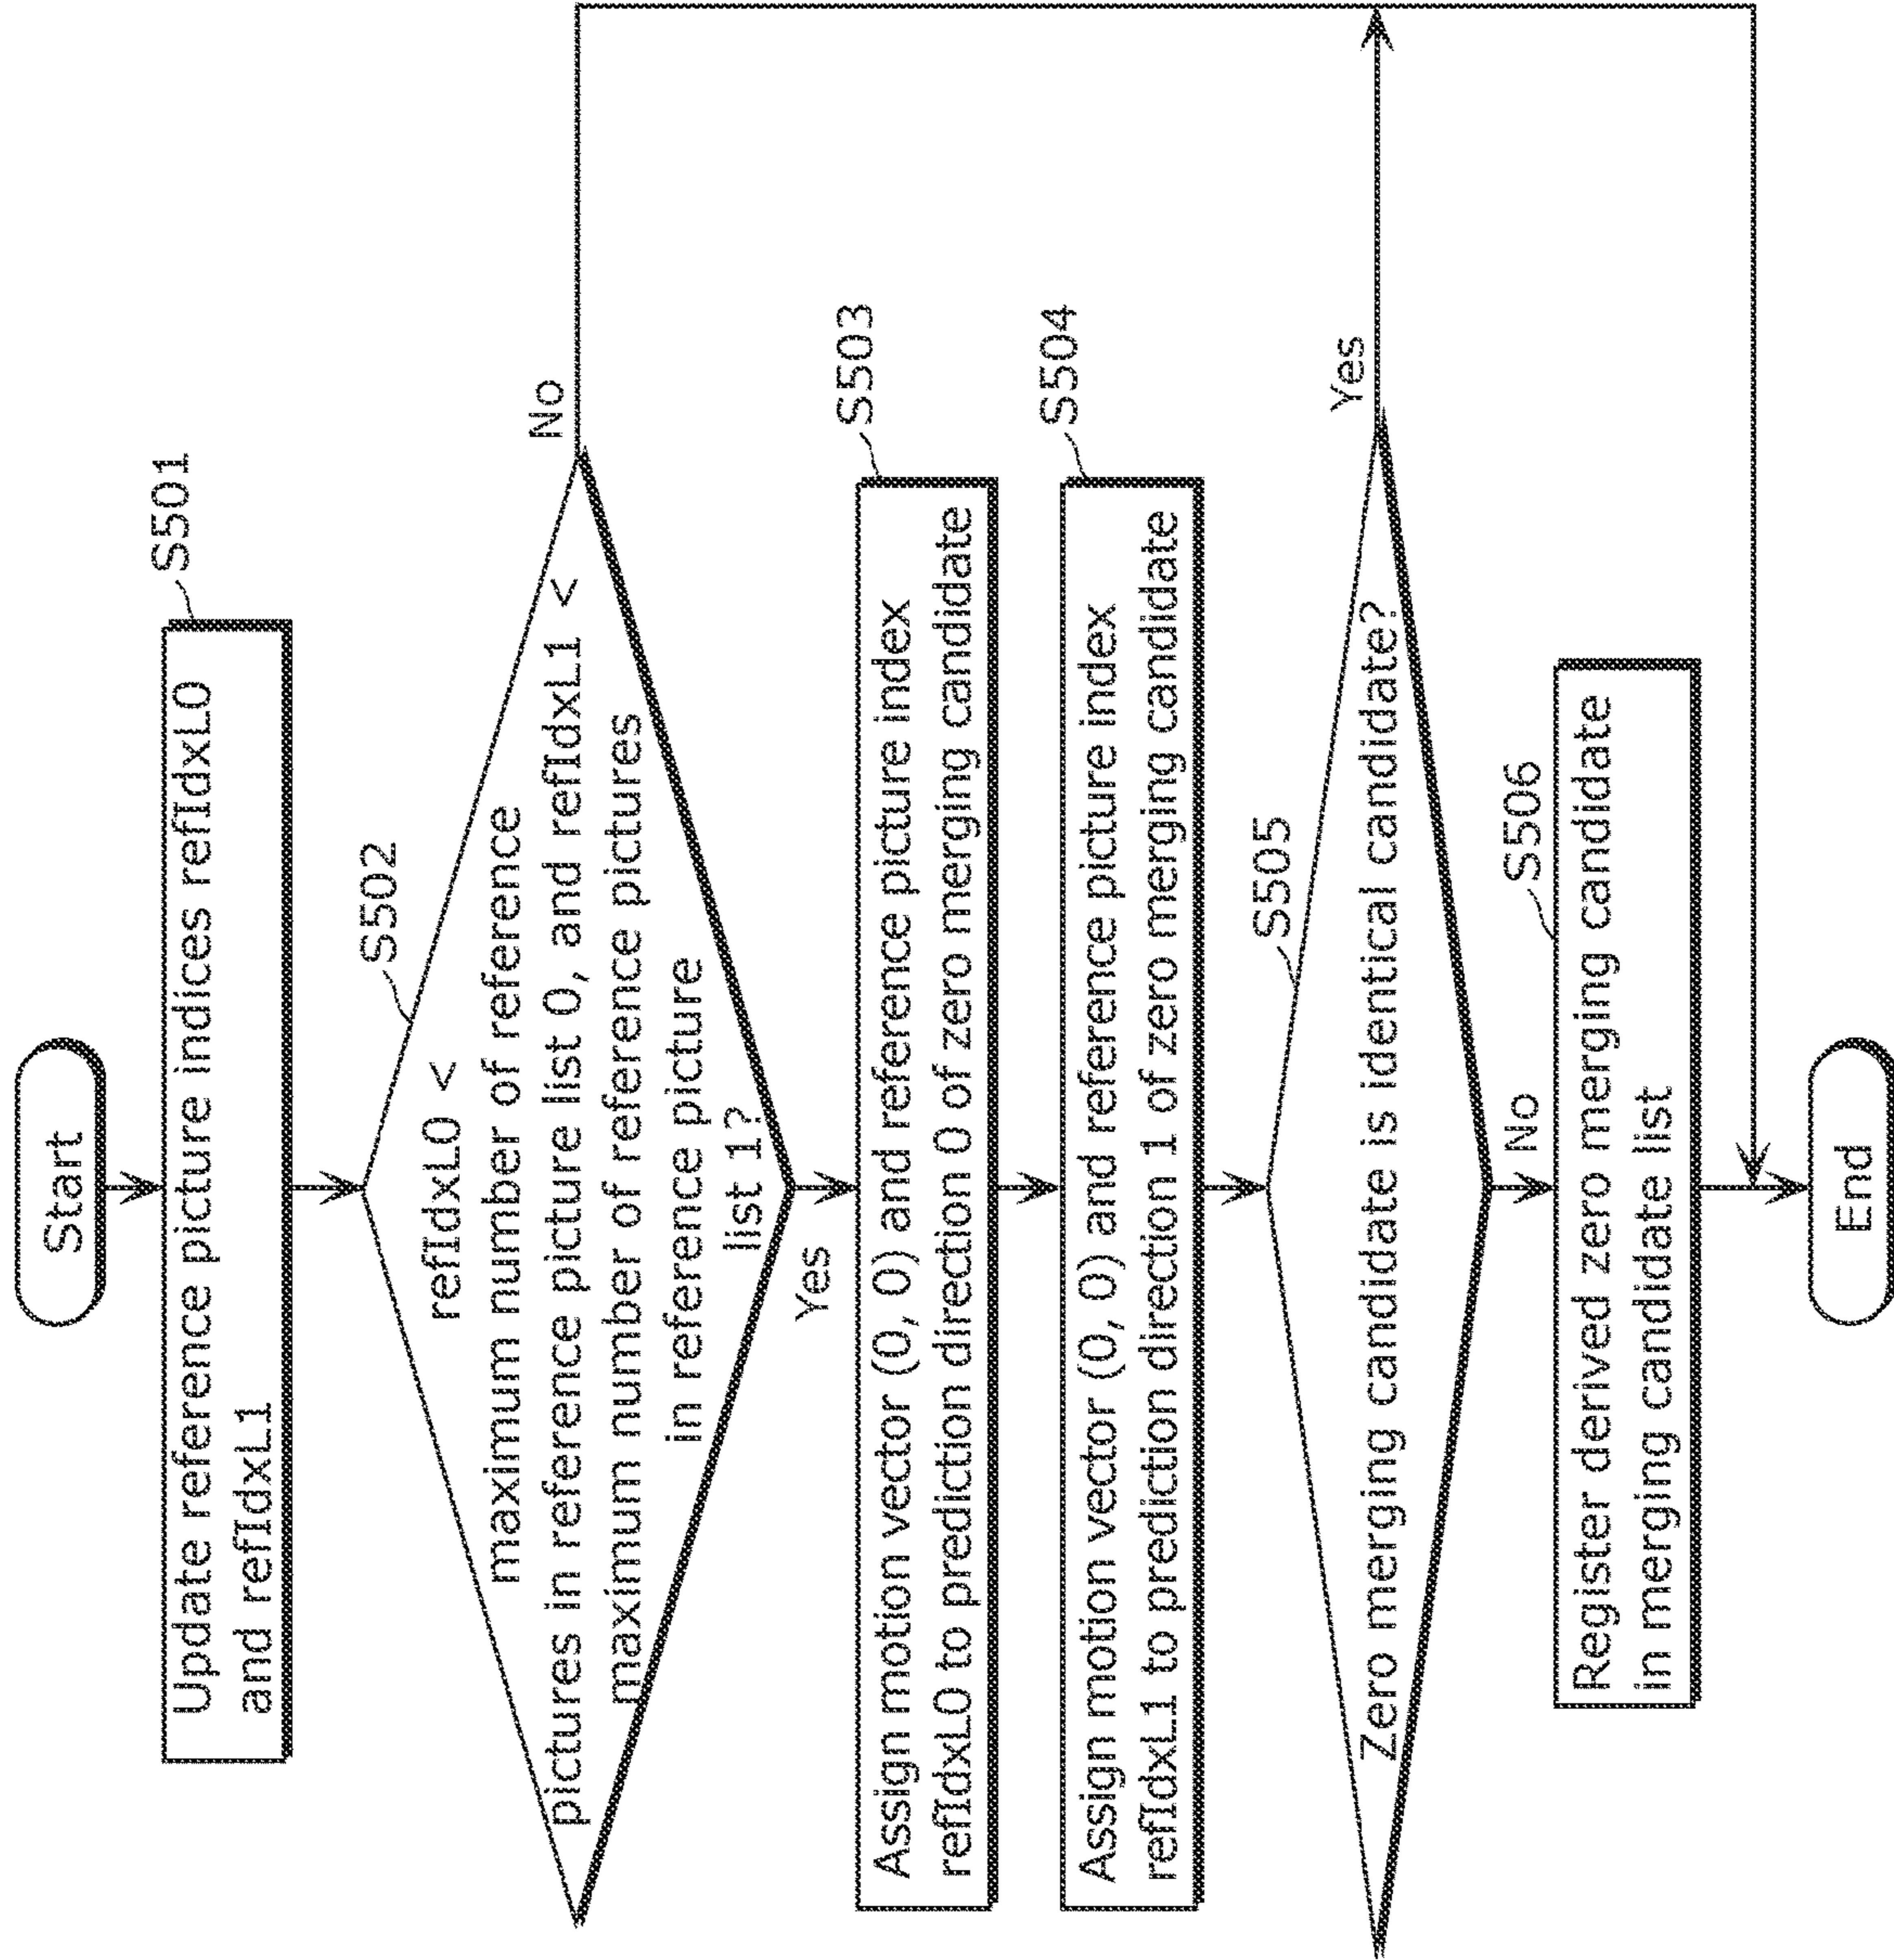 Start
S501
Update reference picture indices refIdxL0
and refIdxL1
S502
refIdxL0 <
maximum number of reference
pictures in reference picture list 0, and refIdxL1 <
maximum number of reference pictures
in reference picture
list 1?
No
Yes
S503
Assign motion vector (0, 0) and reference picture index
refIdxL0 to prediction direction 0 of zero merging candidate
S504
Assign motion vector (0, 0) and reference picture index
refIdxL1 to prediction direction 1 of zero merging candidate
S505
Zero merging candidate is identical candidate?
Yes
No
S506
Register derived zero merging candidate
in merging candidate list
End